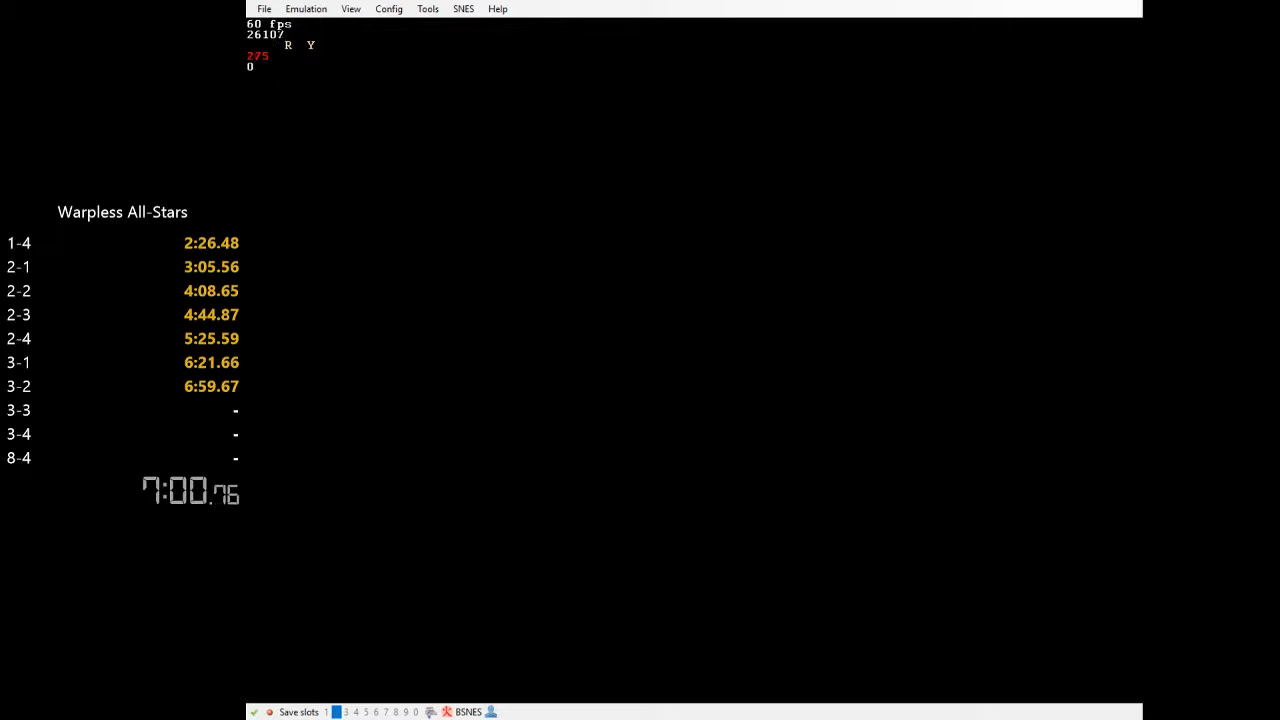 File Emulation View Config Tools SNES Help
60 fps
26107
R Y
275
0
Warpless All-Stars
1-4 2:26.48
2-1 3:05.56
2-2 4:08.65
2-3 4:44.87
2-4 5:25.59
3-1 6:21.66
3-2 6:59.67
3-3 -
3-4 -
8-4 -
7:00.76
Save slots 1 3 4 5 6 7 8 9 0 BSNES